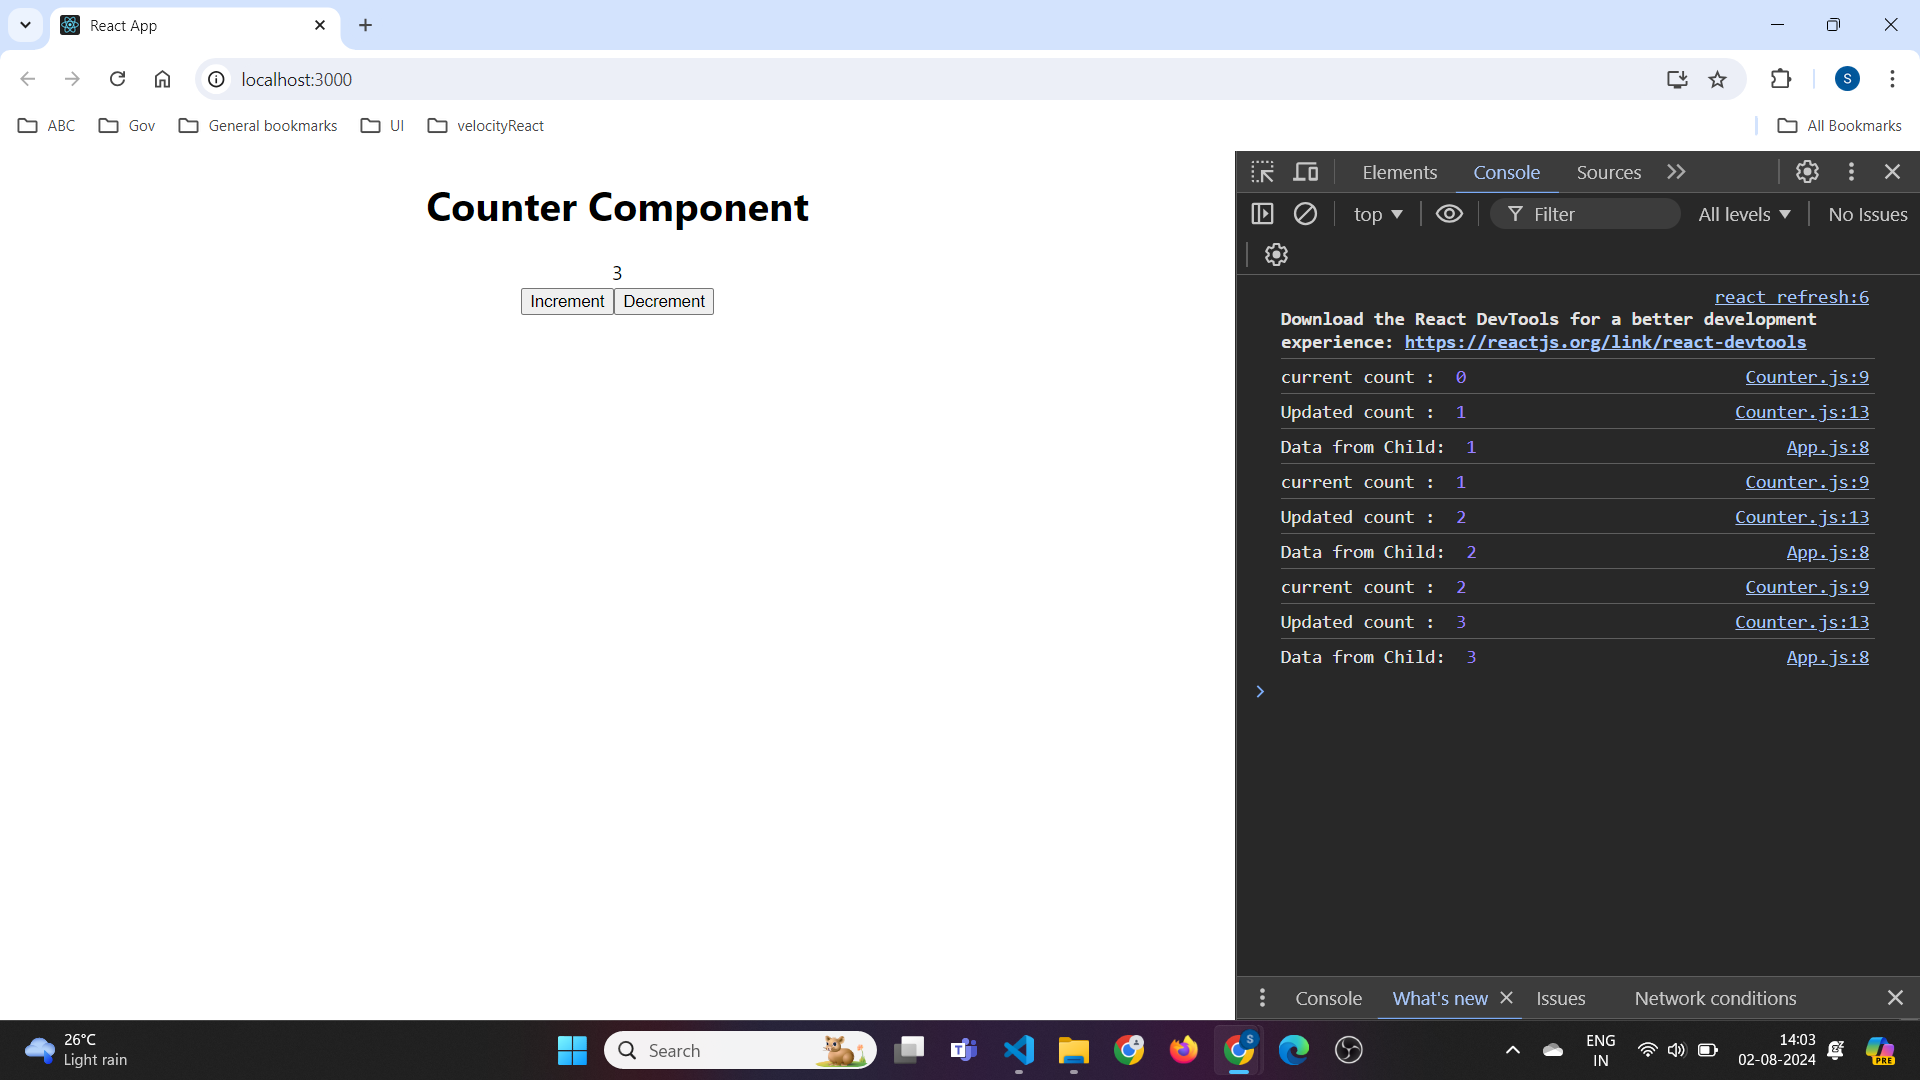 React App
localhost:3000
S
ABC
Gov
General bookmarks
UI
velocityReact
All Bookmarks
Counter Component
3
Increment
Decrement
Elements
Console
Sources
top
Filter
All levels
No Issues
react refresh:6
Download the React DevTools for a better development
experience: https://reactjs.org/link/react-devtools
current count :  0 Counter.js:9
Updated count :  1 Counter.js:13
Data from Child:  1 App.js:8
current count :  1 Counter.js:9
Updated count :  2 Counter.js:13
Data from Child:  2 App.js:8
current count :  2 Counter.js:9
Updated count :  3 Counter.js:13
Data from Child:  3 App.js:8
Console
What's new
Issues
Network conditions
26°C
Light rain
Search
S
ENG
IN
14:03
02-08-2024
PRE